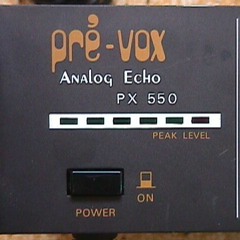 pré-vox
Analog Echo
PX 550
PEAK LEVEL
ON
POWER